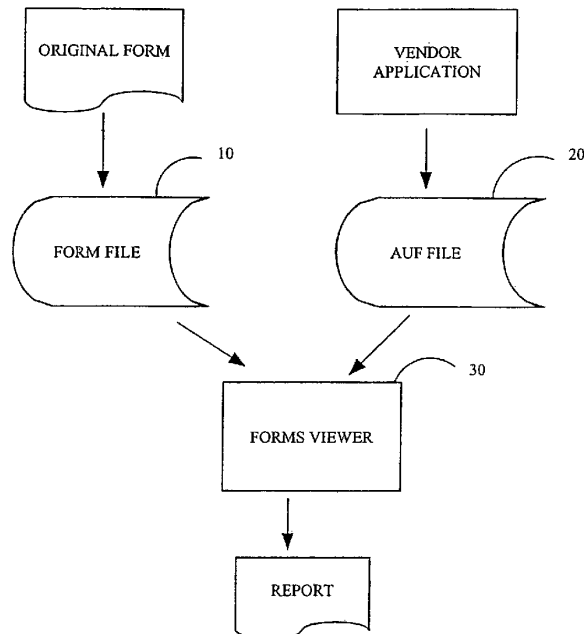 ORIGINAL FORM
VENDOR
APPLICATION
10
20
FORM FILE
AUF FILE
30
FORMS VIEWER
REPORT